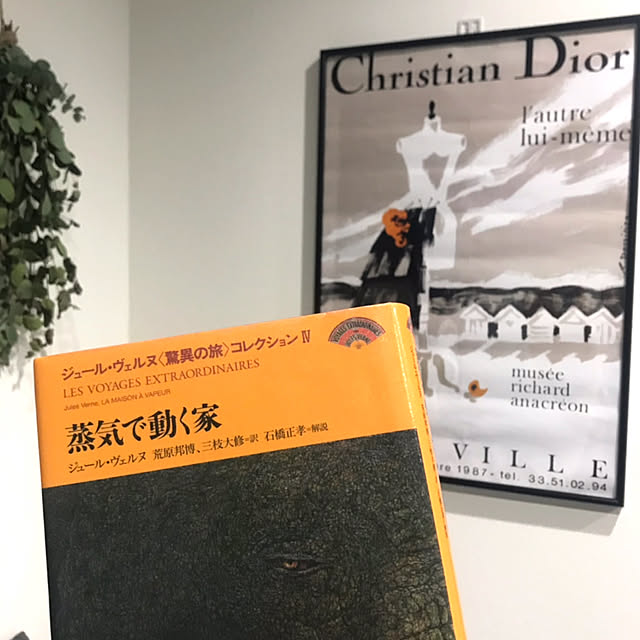 Christian Dior
l'autre
lui-même
musée
richard
anacréon
VILLE
re 1987 - tel. 33.51.02.94
ジュール・ヴェルヌ〈驚異の旅〉コレクション Ⅳ
LES VOYAGES EXTRAORDINAIRES
Jules Verne, LA MAISON À VAPEUR
VOYAGES EXTRAORDINAIRES
蒸気で動く家
ジュール・ヴェルヌ 荒原邦博、三枝大修=訳 石橋正孝=解説